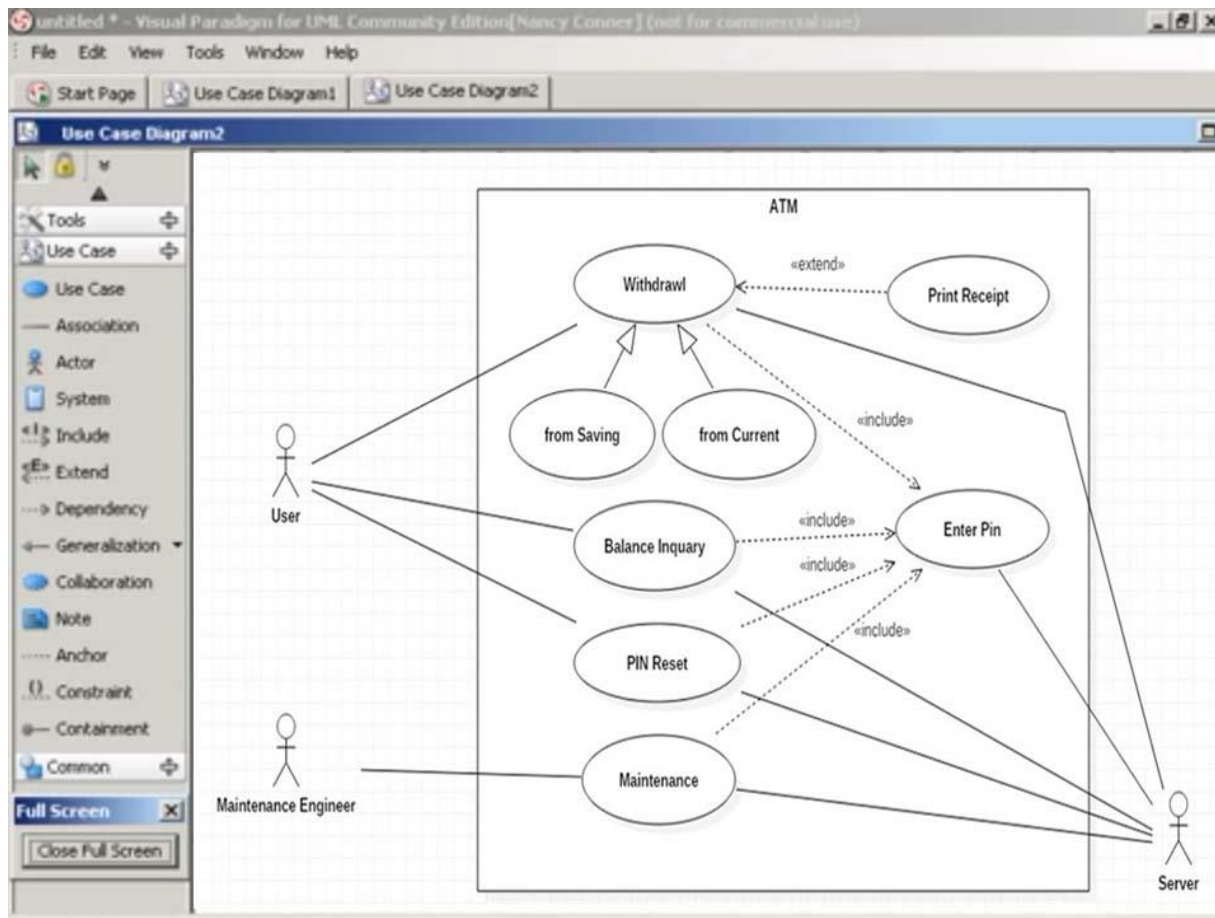 untitled * - Visual Paradigm for UML Community Edition[Nancy Conner] (not for commercial use)
File Edit View Tools Window Help
Start Page Use Case Diagram1 Use Case Diagram2
Use Case Diagram2
Tools
Use Case
Use Case
Association
Actor
System
«I» Include
«E» Extend
Dependency
Generalization
Collaboration
Note
Anchor
{} Constraint
Containment
Common
Full Screen
Close Full Screen
ATM
Withdrawl
«extend»
Print Receipt
from Saving
from Current
«include»
User
Balance Inquary
«include»
Enter Pin
«include»
PIN Reset
«include»
Maintenance
Maintenance Engineer
Server